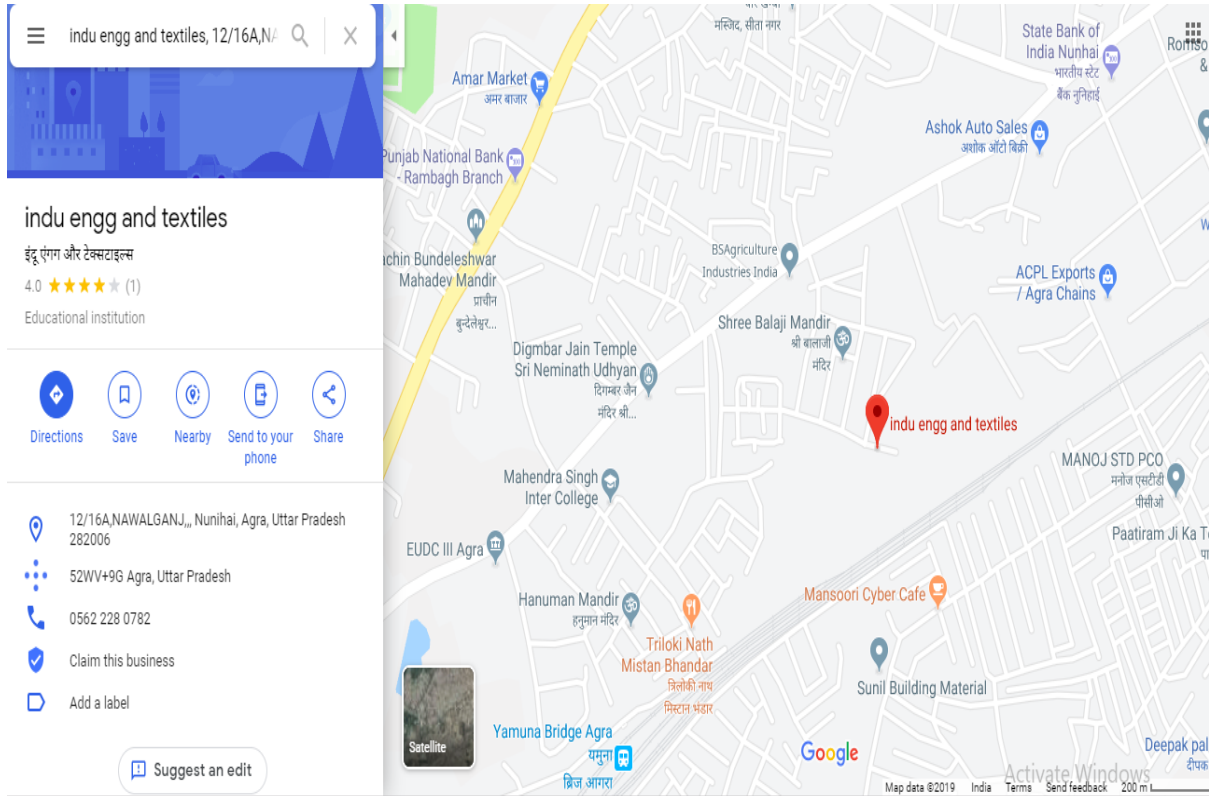 indu engg and textiles, 12/16A,NA
indu engg and textiles
इंदू एंगग और टेक्सटाइल्स
4.0 (1)
Educational institution
Directions
Save
Nearby
Send to your
phone
Share
12/16A,NAWALGANJ,,, Nunihai, Agra, Uttar Pradesh
282006
52WV+9G Agra, Uttar Pradesh
0562 228 0782
Claim this business
Add a label
Suggest an edit
मस्जिद, सीता नगर
State Bank of
India Nunhai
भारतीय स्टेट
बैंक नुनिहाई
Romso
&
Amar Market
अमर बाजार
Ashok Auto Sales
अशोक ऑटो बिक्री
Punjab National Bank
- Rambagh Branch
achin Bundeleshwar
Mahadev Mandir
प्राचीन
बुन्देलेश्वर...
BSAgriculture
Industries India
W
ACPL Exports
/ Agra Chains
Shree Balaji Mandir
श्री बालाजी
मंदिर
Digmbar Jain Temple
Sri Neminath Udhyan
दिगम्बर जैन
मंदिर श्री...
indu engg and textiles
Mahendra Singh
Inter College
MANOJ STD PCO
मनोज एसटीडी
पीसीओ
EUDC III Agra
Paatiram Ji Ka T
पा
Hanuman Mandir
हनुमान मंदिर
Mansoori Cyber Cafe
Triloki Nath
Mistan Bhandar
त्रिलोकी नाथ
मिस्टान भंडार
Sunil Building Material
Satellite
Yamuna Bridge Agra
यमुना
ब्रिज आगरा
Google
Deepak pal
दीपक
Activate Windows
Map data ©2019 India Terms Send feedback 200 m